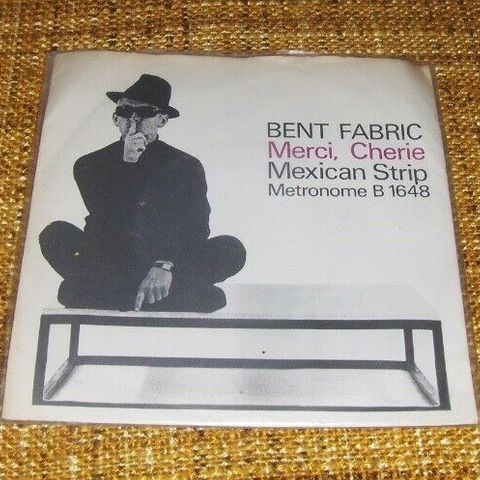 BENT FABRIC
Merci, Cherie
Mexican Strip
Metronome B 1648